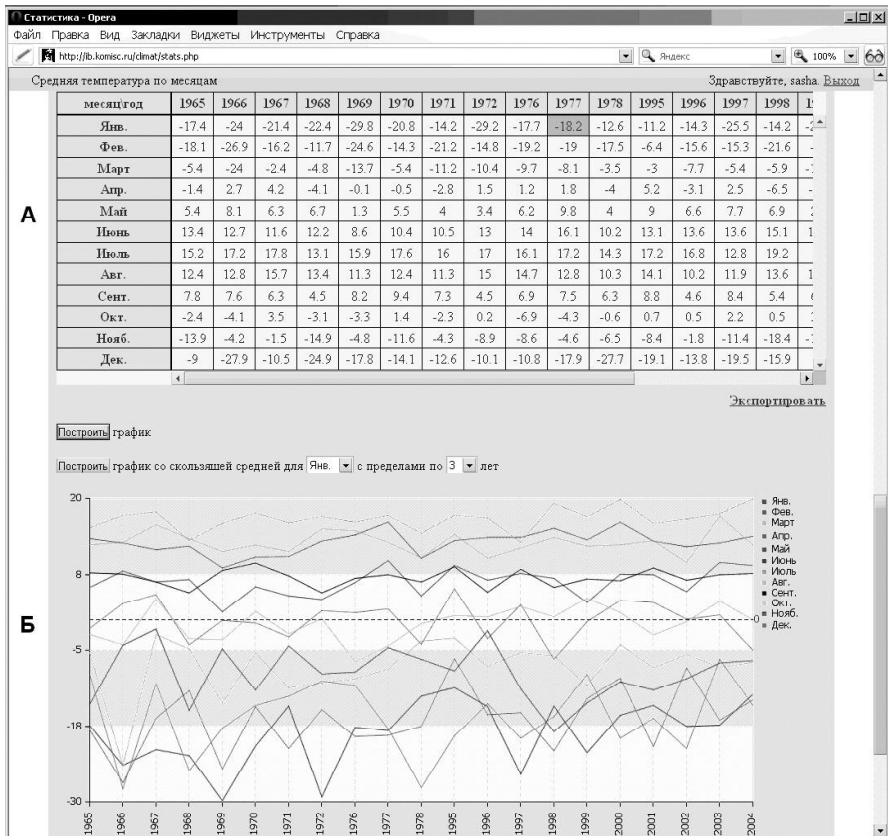 Статистика - Opera
Файл Правка Вид Закладки Виджеты Инструменты Справка
http://ib.komisc.ru/climat/stats.php Яндекс 100%
Средняя температура по месяцам Здравствуйте, sasha. Выход
месяц\год 1965 1966 1967 1968 1969 1970 1971 1972 1976 1977 1978 1995 1996 1997 1998
Янв. -17.4 -24 -21.4 -22.4 -29.8 -20.8 -14.2 -29.2 -17.7 -18.2 -12.6 -11.2 -14.3 -25.5 -14.2
Фев. -18.1 -26.9 -16.2 -11.7 -24.6 -14.3 -21.2 -14.8 -19.2 -19 -17.5 -6.4 -15.6 -15.3 -21.6
Март -5.4 -24 -2.4 -4.8 -13.7 -5.4 -11.2 -10.4 -9.7 -8.1 -3.5 -3 -7.7 -5.4 -5.9
Апр. -1.4 2.7 4.2 -4.1 -0.1 -0.5 -2.8 1.5 1.2 1.8 -4 5.2 -3.1 2.5 -6.5
А
Май 5.4 8.1 6.3 6.7 1.3 5.5 4 3.4 6.2 9.8 4 9 6.6 7.7 6.9
Июнь 13.4 12.7 11.6 12.2 8.6 10.4 10.5 13 14 16.1 10.2 13.1 13.6 13.6 15.1
Июль 15.2 17.2 17.8 13.1 15.9 17.6 16 17 16.1 17.2 14.3 17.2 16.8 12.8 19.2
Авг. 12.4 12.8 15.7 13.4 11.3 12.4 11.3 15 14.7 12.8 10.3 14.1 10.2 11.9 13.6
Сент. 7.8 7.6 6.3 4.5 8.2 9.4 7.3 4.5 6.9 7.5 6.3 8.8 4.6 8.4 5.4
Окт. -2.4 -4.1 3.5 -3.1 -3.3 1.4 -2.3 0.2 -6.9 -4.3 -0.6 0.7 0.5 2.2 0.5
Нояб. -13.9 -4.2 -1.5 -14.9 -4.8 -11.6 -4.3 -8.9 -8.6 -4.6 -6.5 -8.4 -1.8 -11.4 -18.4
Дек. -9 -27.9 -10.5 -24.9 -17.8 -14.1 -12.6 -10.1 -10.8 -17.9 -27.7 -19.1 -13.8 -19.5 -15.9
Экспортировать
Построить график
Построить график со скользяшей средней для Янв. с пределами по 3 лет
20
8
-5
-18
-30
0
Б
Янв.
Фев.
Март
Апр.
Май
Июнь
Июль
Авг.
Сент.
Окт.
Нояб.
Дек.
1965 1966 1967 1968 1969 1970 1971 1972 1976 1977 1978 1995 1996 1997 1998 1999 2000 2001 2002 2003 2004